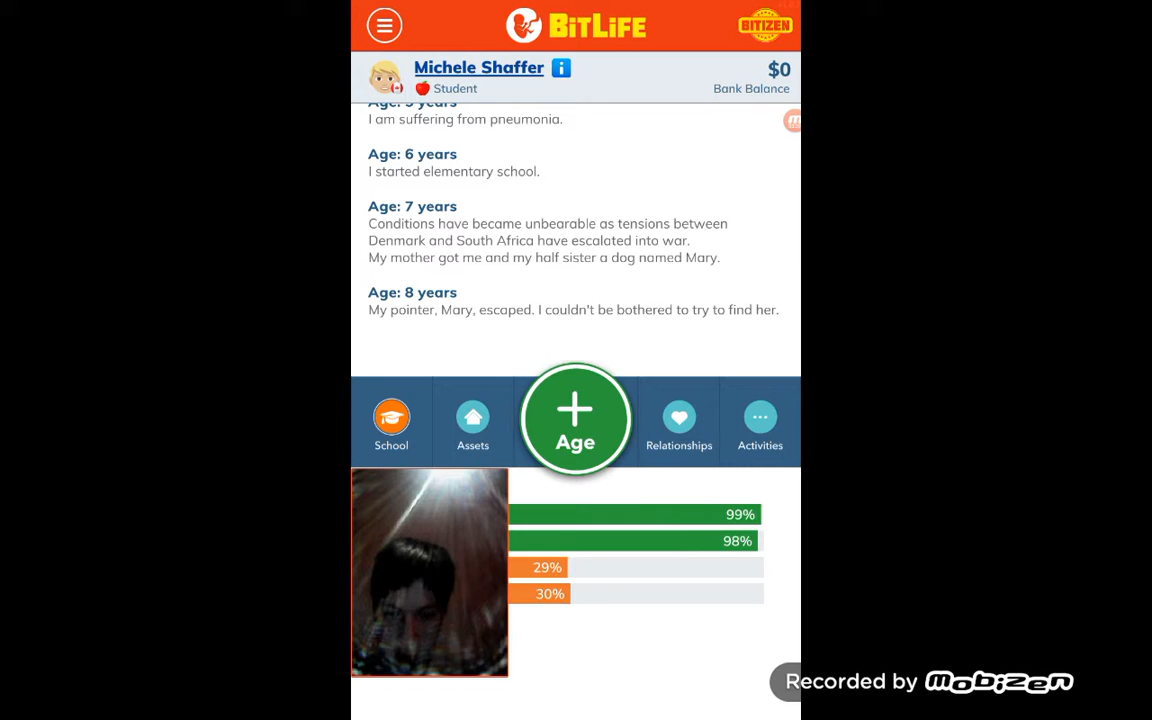 BitLife
BITIZEN
Michele Shaffer i
$0
Student
Bank Balance
Age: 5 years
I am suffering from pneumonia.
Age: 6 years
I started elementary school.
Age: 7 years
Conditions have became unbearable as tensions between
Denmark and South Africa have escalated into war.
My mother got me and my half sister a dog named Mary.
Age: 8 years
My pointer, Mary, escaped. I couldn't be bothered to try to find her.
School
Assets
+ Age
Relationships
Activities
99%
98%
29%
30%
Recorded by mobizen